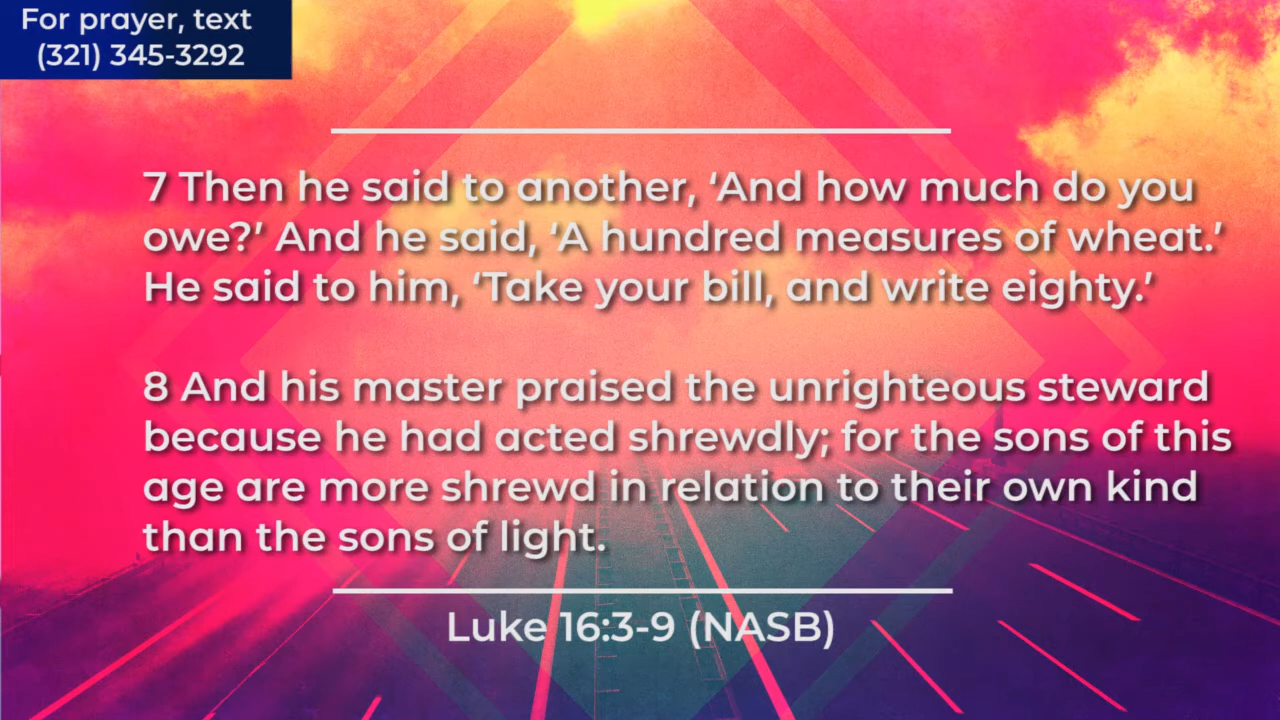 For prayer, text
(321) 345-3292
7 Then he said to another, ‘And how much do you
owe?’ And he said, ‘A hundred measures of wheat.’
He said to him, ‘Take your bill, and write eighty.’
8 And his master praised the unrighteous steward
because he had acted shrewdly; for the sons of this
age are more shrewd in relation to their own kind
than the sons of light.
Luke 16:3-9 (NASB)